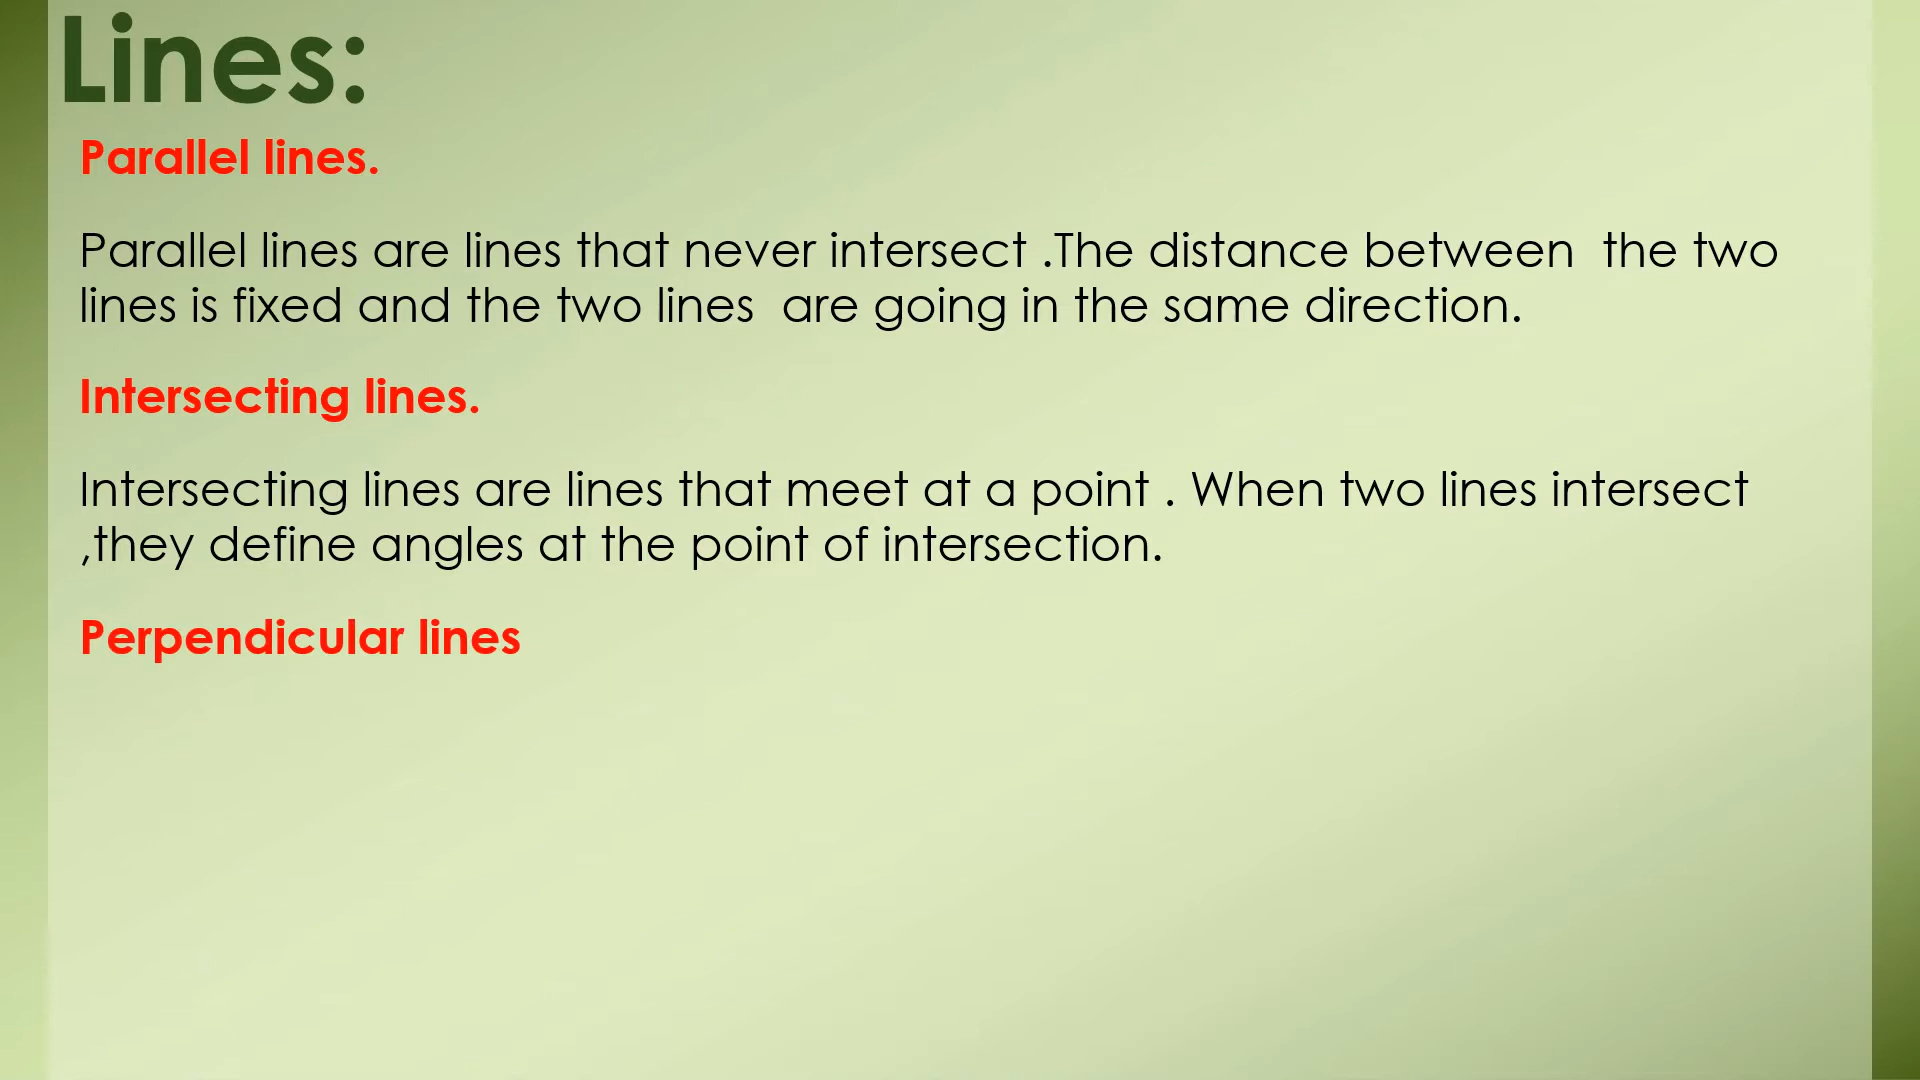 Lines:
Parallel lines.
Parallel lines are lines that never intersect .The distance between  the two
lines is fixed and the two lines  are going in the same direction.
Intersecting lines.
Intersecting lines are lines that meet at a point . When two lines intersect
,they define angles at the point of intersection.
Perpendicular lines